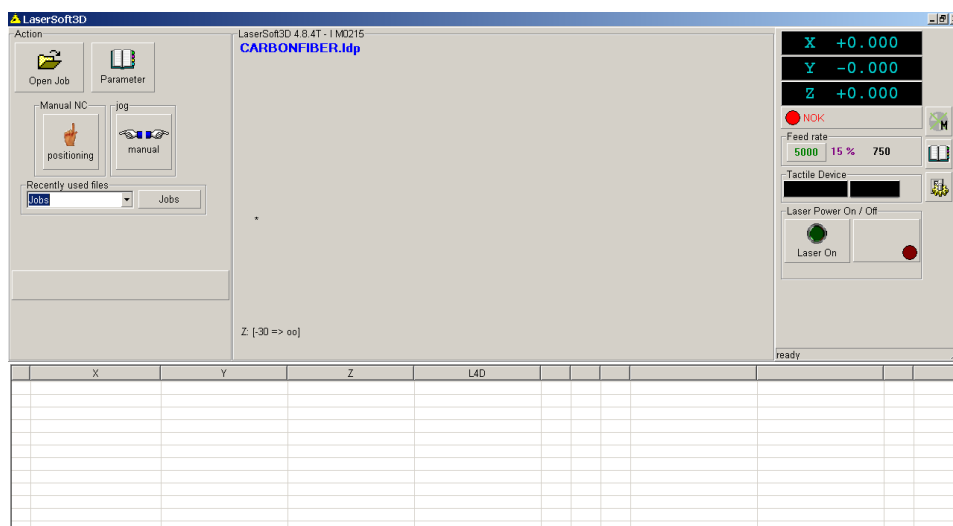 LaserSoft3D
Action
Open Job
Parameter
Manual NC
jog
positioning
manual
Recently used files
Jobs
Jobs
LaserSoft3D 4.8.4T - I M0215
CARBONFIBER.ldp
*
Z: [-30 => oo]
X +0.000
Y -0.000
Z +0.000
NOK
M
Feed rate
5000 15 % 750
Tactile Device
Laser Power On / Off
Laser On
ready
X Y Z L4D